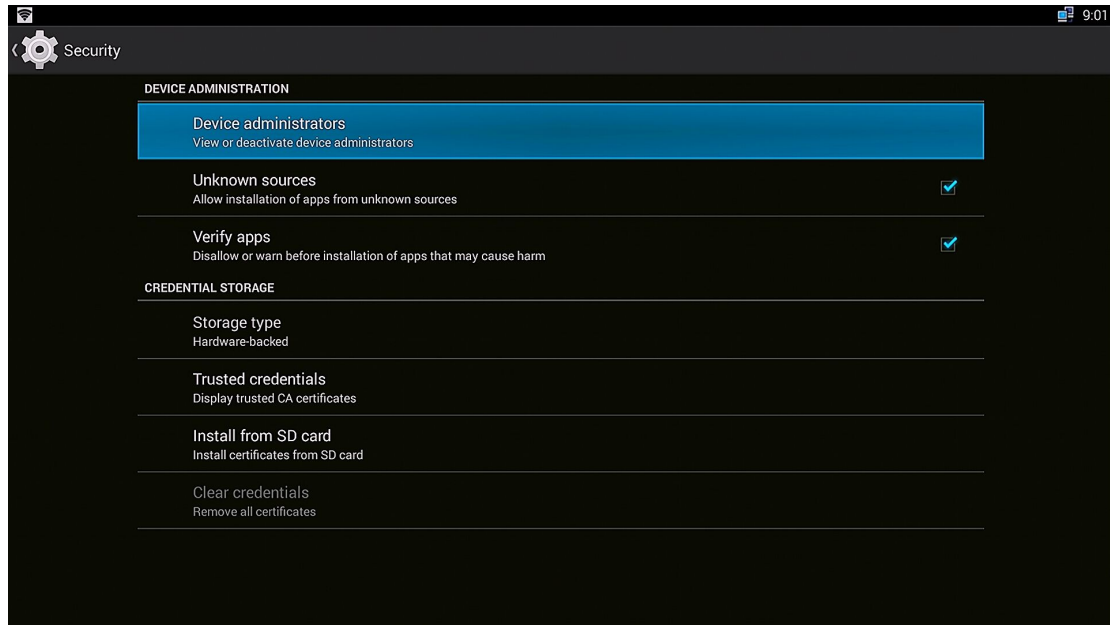 9:01
Security
DEVICE ADMINISTRATION
Device administrators
View or deactivate device administrators
Unknown sources
Allow installation of apps from unknown sources
Verify apps
Disallow or warn before installation of apps that may cause harm
CREDENTIAL STORAGE
Storage type
Hardware-backed
Trusted credentials
Display trusted CA certificates
Install from SD card
Install certificates from SD card
Clear credentials
Remove all certificates